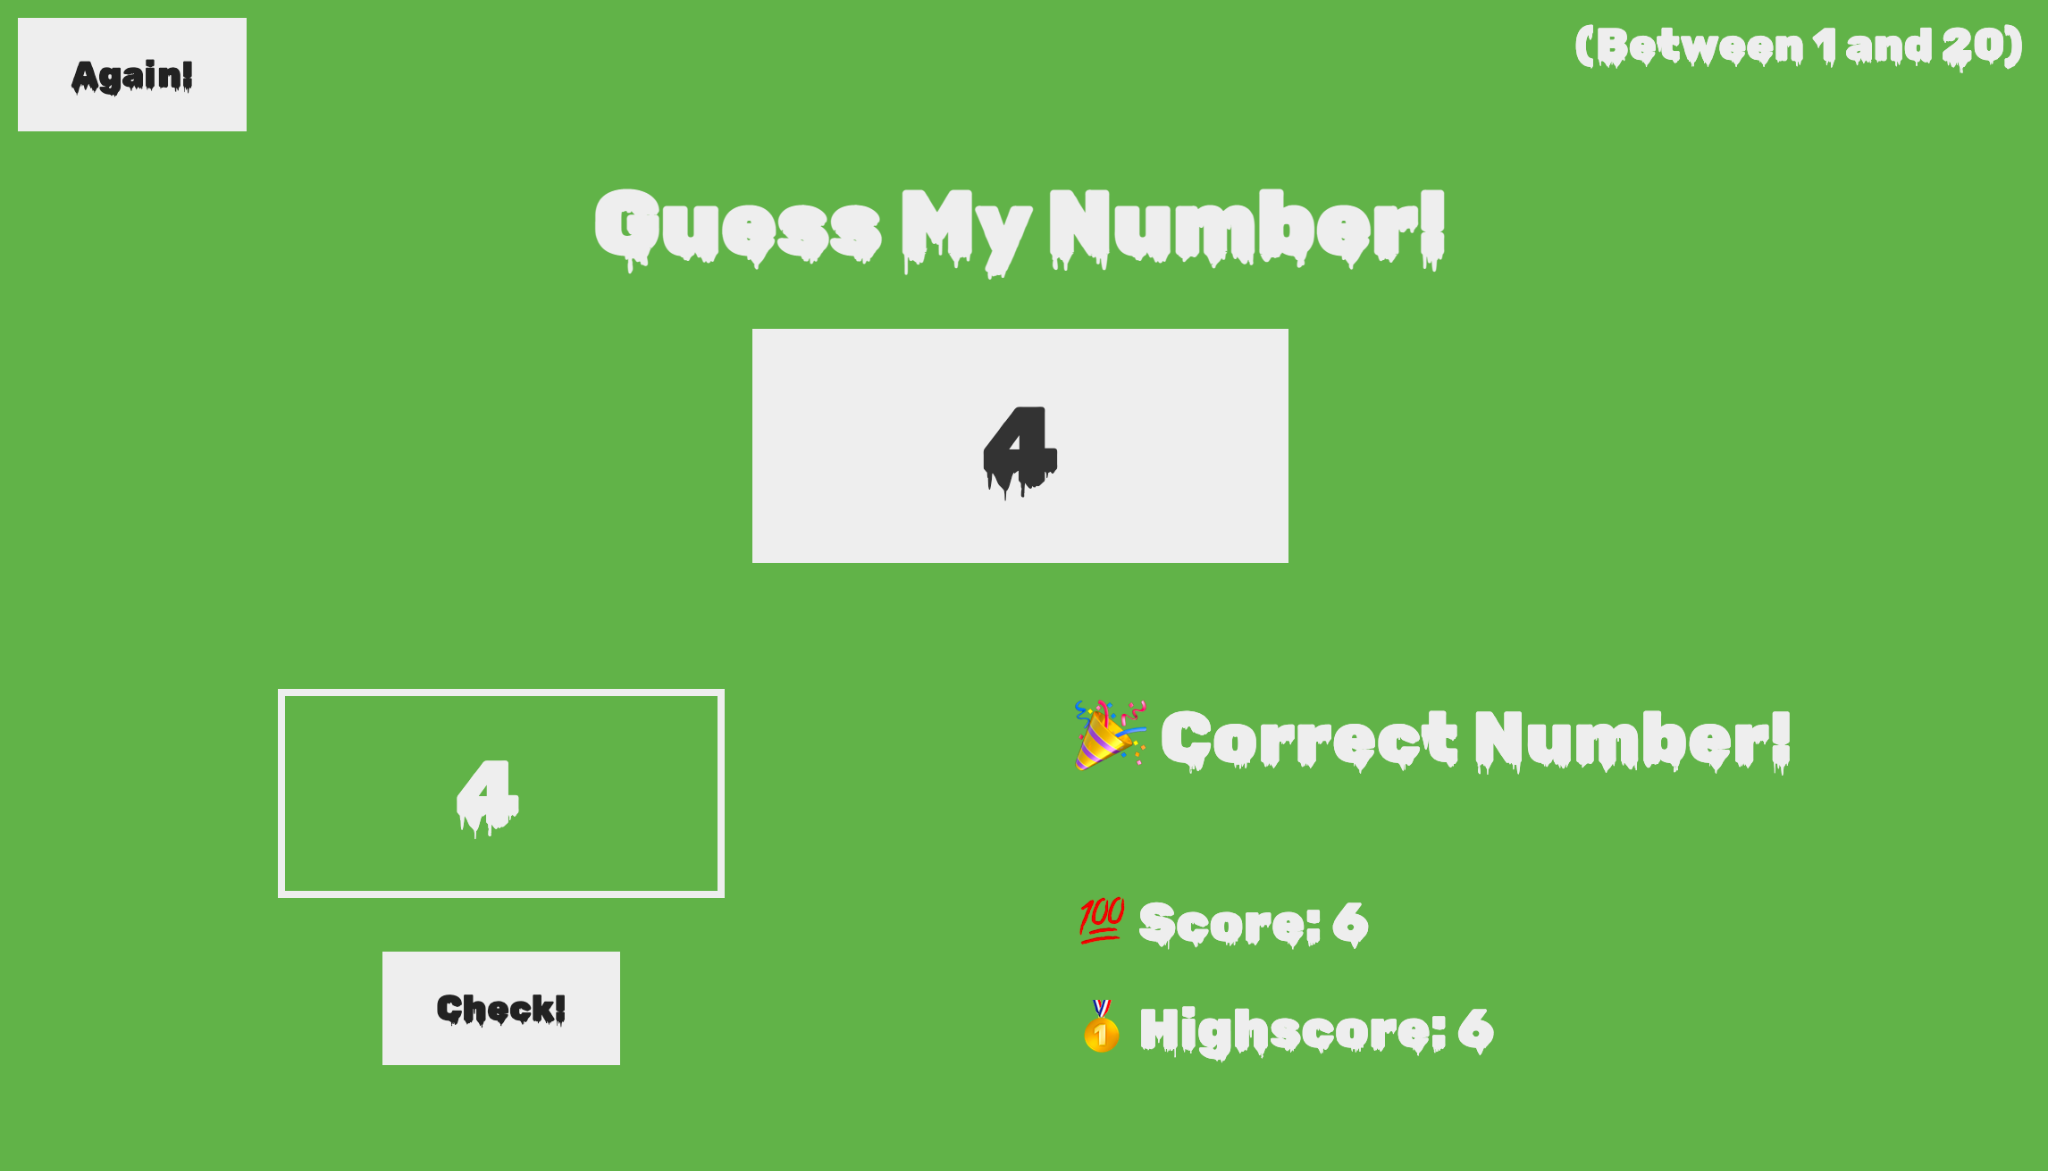 Again!
(Between 1 and 20)
Guess My Number!
4
4
Check!
🎉 Correct Number!
💯 Score: 6
🥇 Highscore: 6